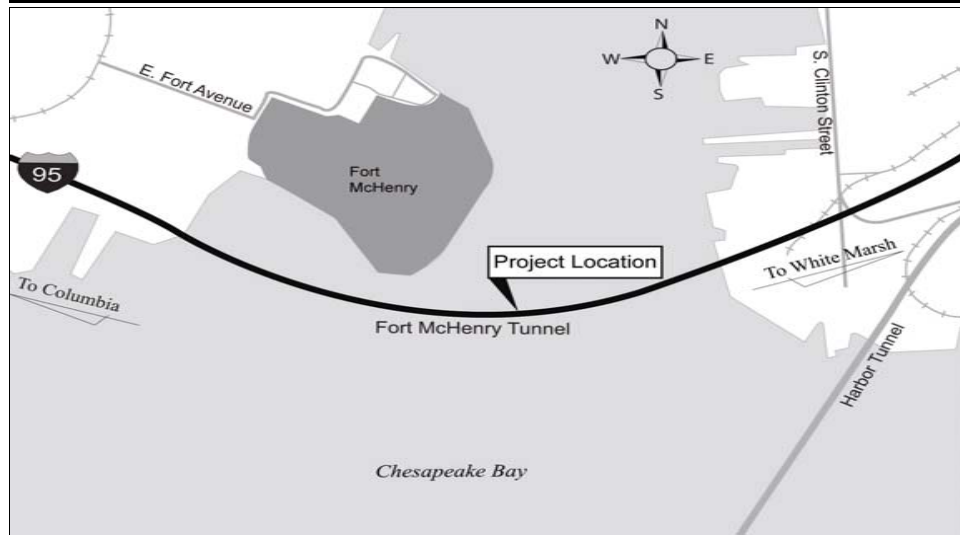 N
W E
S
E. Fort Avenue
S. Clinton Street
95
Fort
McHenry
Project Location
To White Marsh
To Columbia
Fort McHenry Tunnel
Harbor Tunnel
Chesapeake Bay